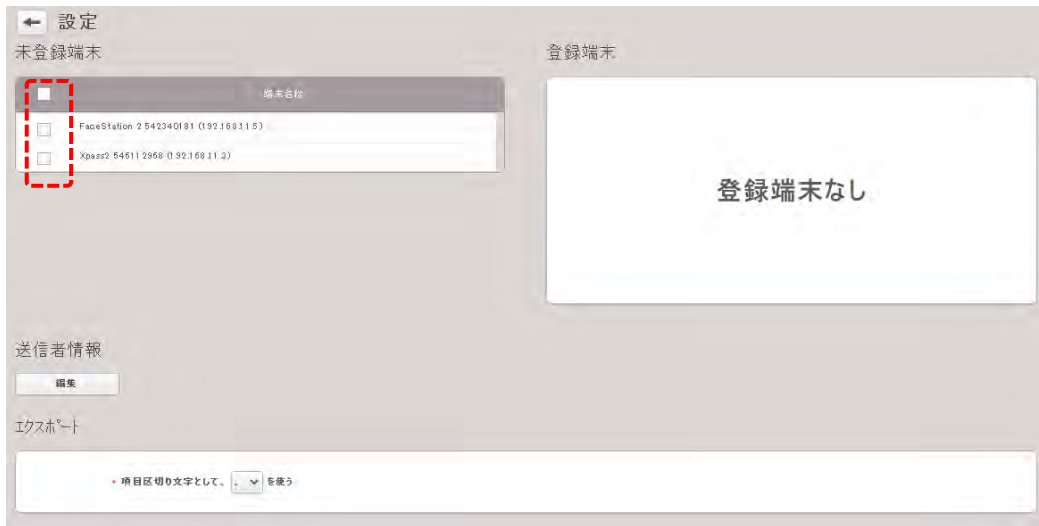 設定
未登録端末
端末名称
FaceStation 2 542340191 (192.168.11.5)
Xpass2 546112968 (192.168.11.3)
登録端末
登録端末なし
送信者情報
編集
エクスポート
• 項目区切り文字として、 , を使う